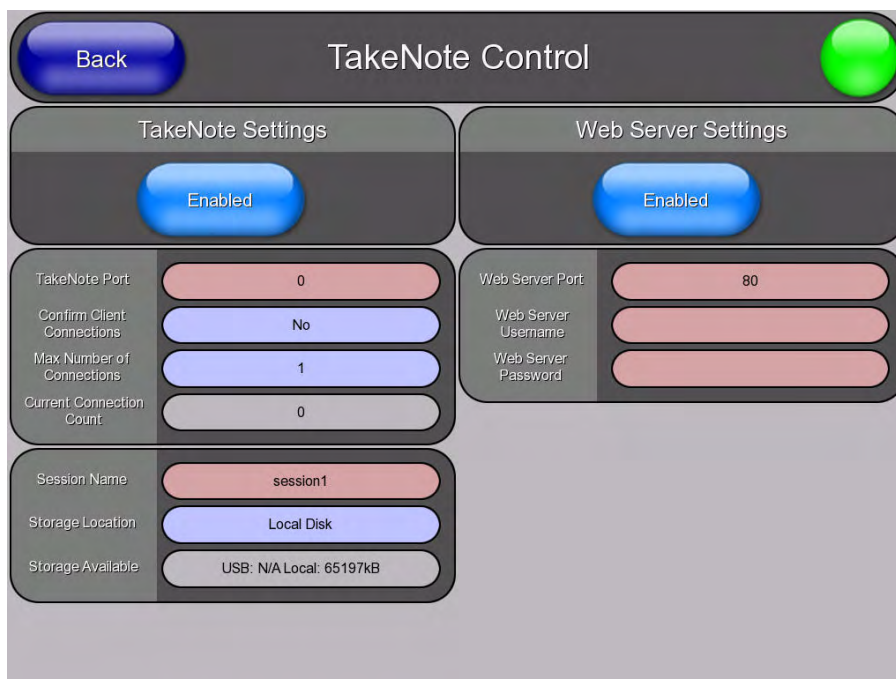 Back
TakeNote Control
TakeNote Settings
Enabled
TakeNote Port
0
Confirm Client
Connections
No
Max Number of
Connections
1
Current Connection
Count
0
Session Name
session1
Storage Location
Local Disk
Storage Available
USB: N/A Local: 65197kB
Web Server Settings
Enabled
Web Server Port
80
Web Server
Username
Web Server
Password